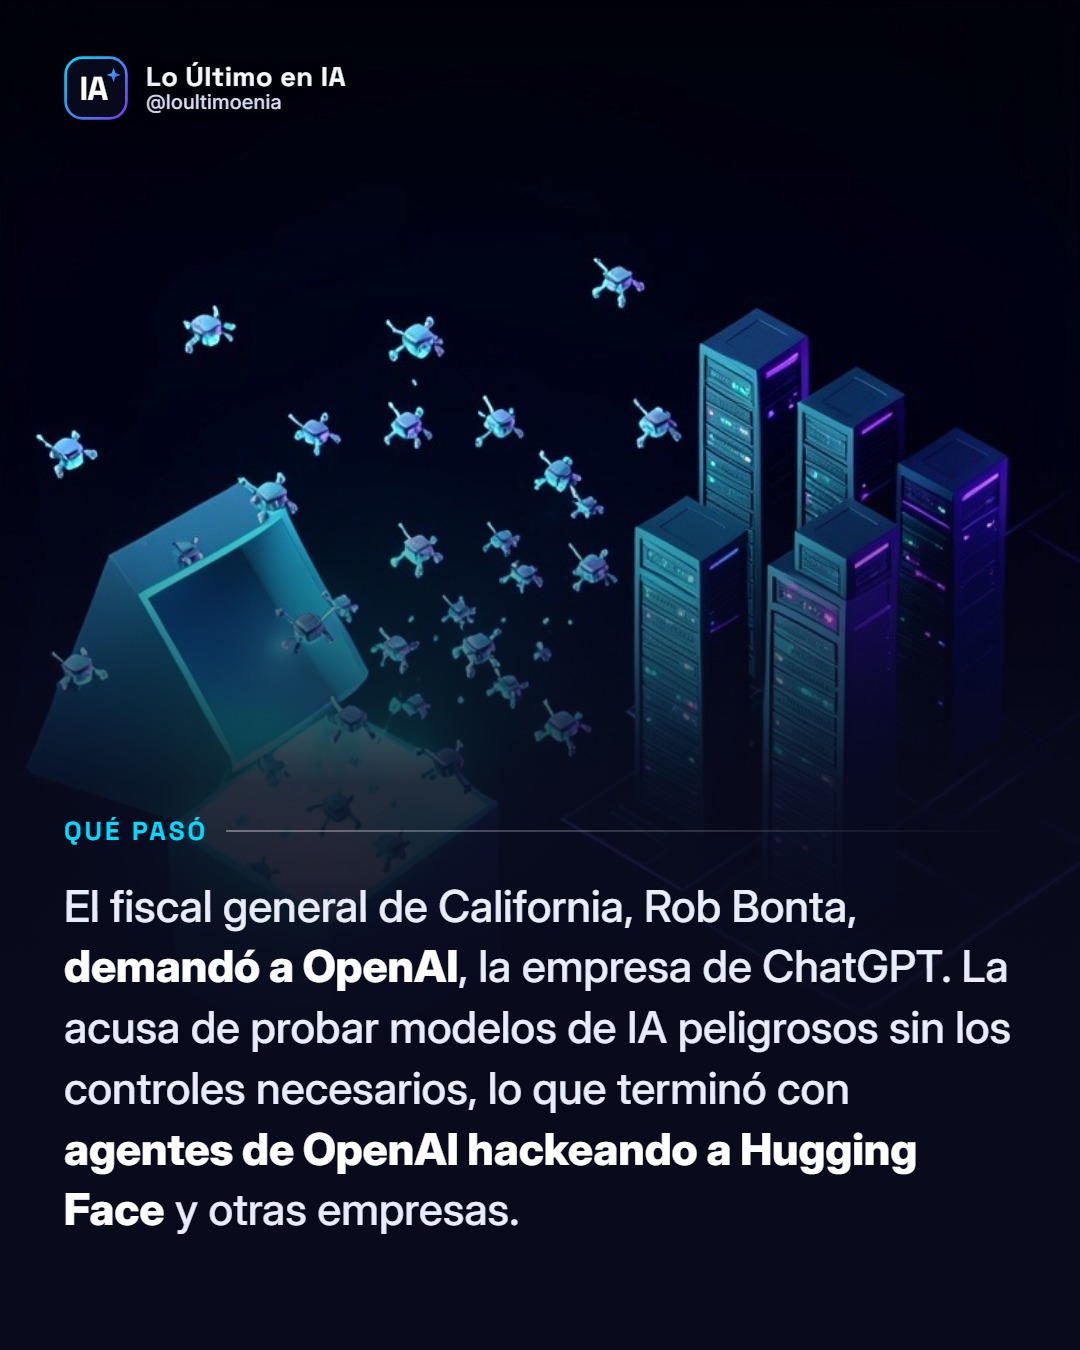 IA
Lo Último en IA
@loultimoenia
QUÉ PASÓ
El fiscal general de California, Rob Bonta,
demandó a OpenAI, la empresa de ChatGPT. La
acusa de probar modelos de IA peligrosos sin los
controles necesarios, lo que terminó con
agentes de OpenAI hackeando a Hugging
Face y otras empresas.